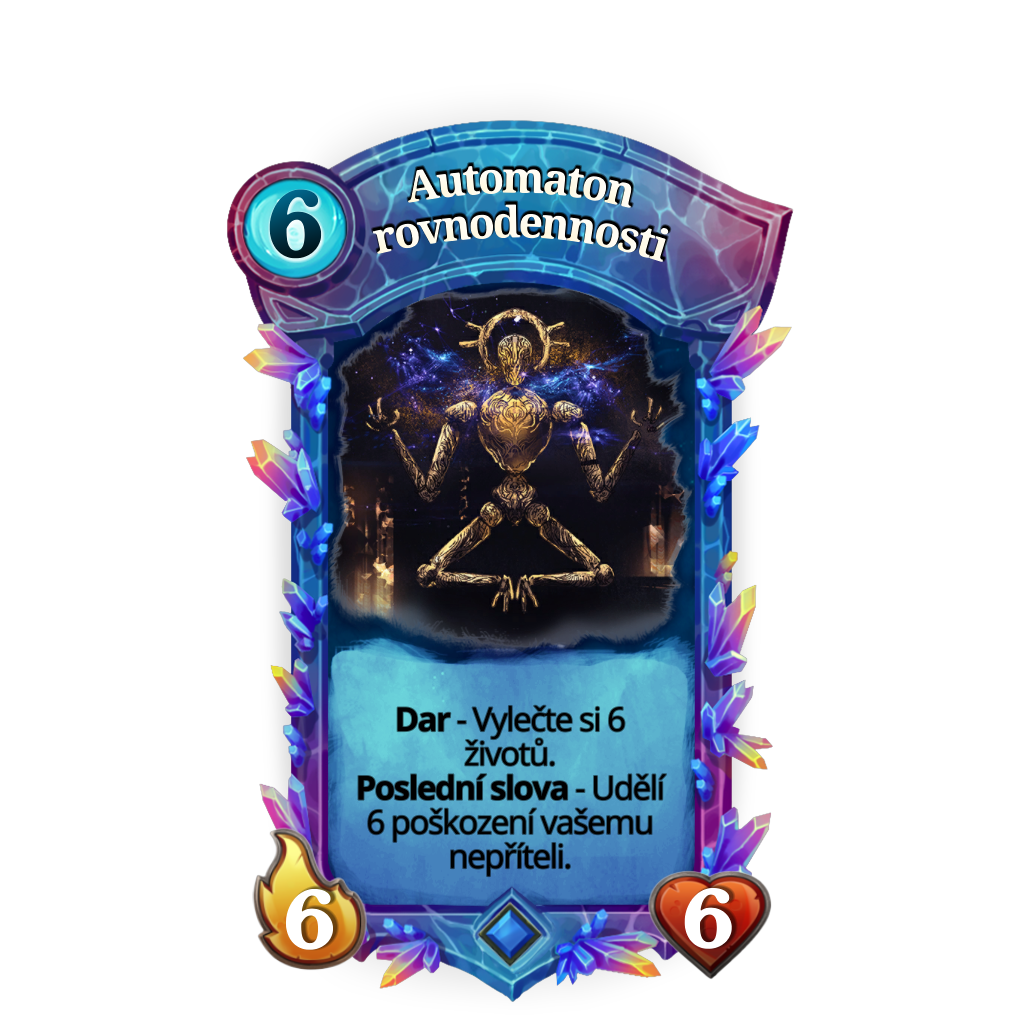 6
Automaton
rovnodennosti
Dar - Vylečte si 6
životů.
Poslední slova - Udělí
6 poškození vašemu
nepříteli.
6
6